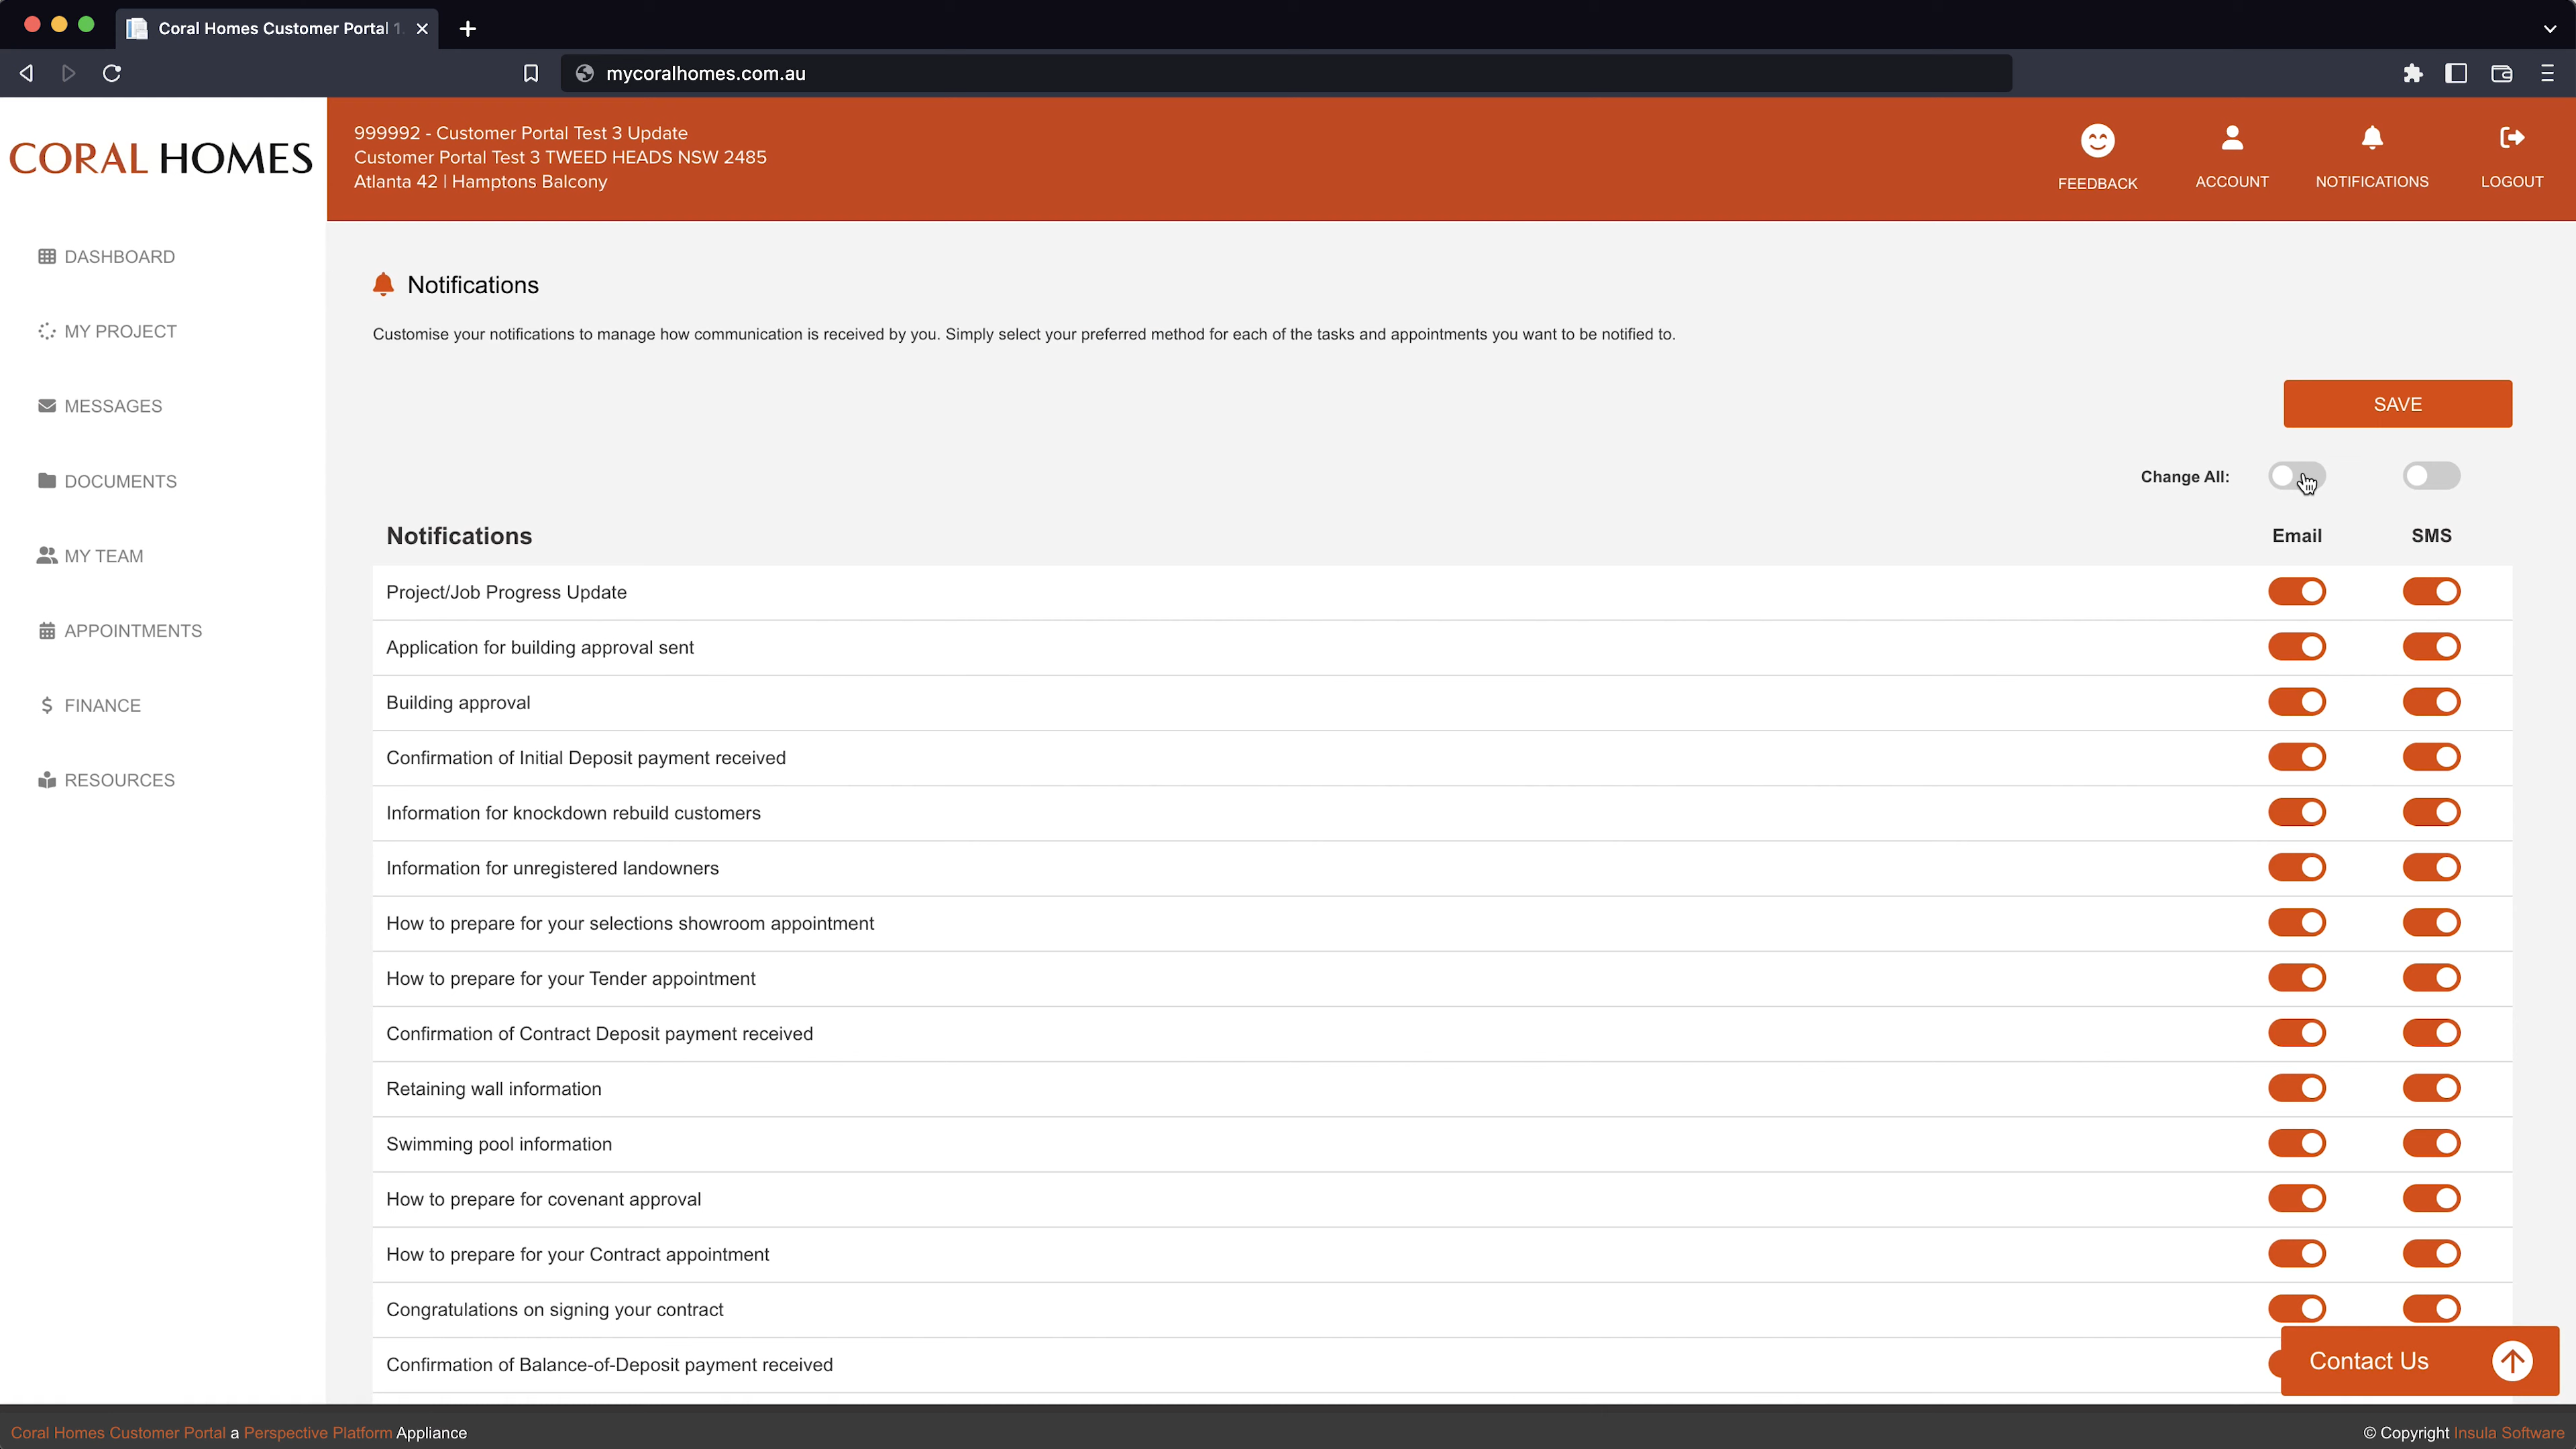 Coral Homes Customer Portal 1
mycoralhomes.com.au
CORAL HOMES
999992 - Customer Portal Test 3 Update
Customer Portal Test 3 TWEED HEADS NSW 2485
Atlanta 42 | Hamptons Balcony
FEEDBACK
ACCOUNT
NOTIFICATIONS
LOGOUT
DASHBOARD
MY PROJECT
MESSAGES
DOCUMENTS
MY TEAM
APPOINTMENTS
$ FINANCE
RESOURCES
Notifications
Customise your notifications to manage how communication is received by you. Simply select your preferred method for each of the tasks and appointments you want to be notified to.
SAVE
Change All:
Notifications Email SMS
Project/Job Progress Update
Application for building approval sent
Building approval
Confirmation of Initial Deposit payment received
Information for knockdown rebuild customers
Information for unregistered landowners
How to prepare for your selections showroom appointment
How to prepare for your Tender appointment
Confirmation of Contract Deposit payment received
Retaining wall information
Swimming pool information
How to prepare for covenant approval
How to prepare for your Contract appointment
Congratulations on signing your contract
Confirmation of Balance-of-Deposit payment received
Contact Us
Coral Homes Customer Portal a Perspective Platform Appliance
© Copyright Insula Software